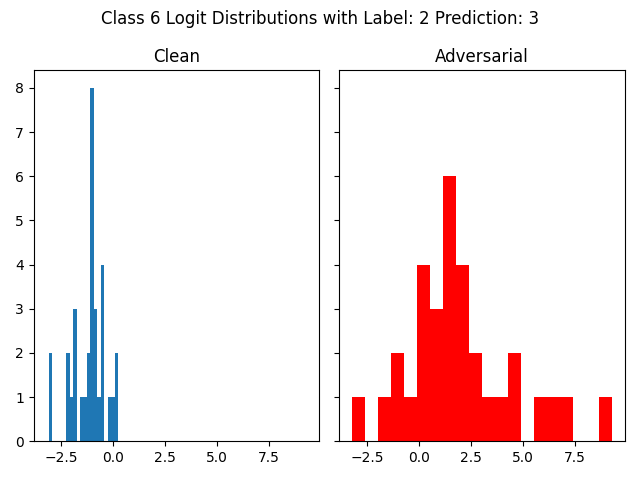 Class 6 Logit Distributions with Label: 2 Prediction: 3
Clean
Adversarial
8
7
6
5
4
3
2
1
0
−2.5 0.0 2.5 5.0 7.5
−2.5 0.0 2.5 5.0 7.5